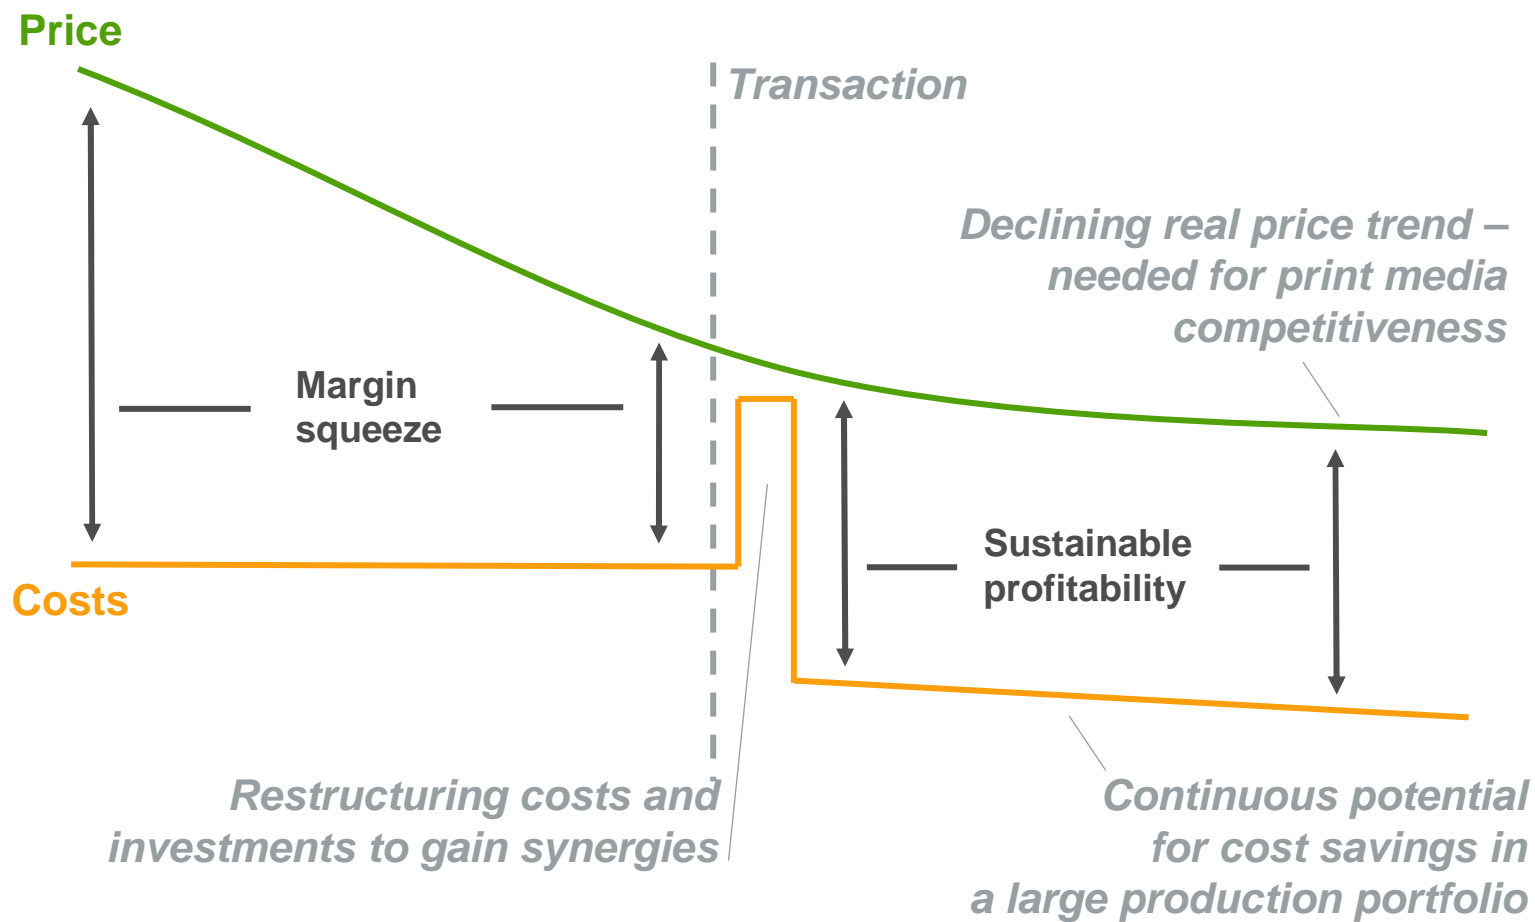 Price
Transaction
Declining real price trend –
needed for print media
competitiveness
Margin
squeeze
Sustainable
profitability
Costs
Restructuring costs and
investments to gain synergies
Continuous potential
for cost savings in
a large production portfolio